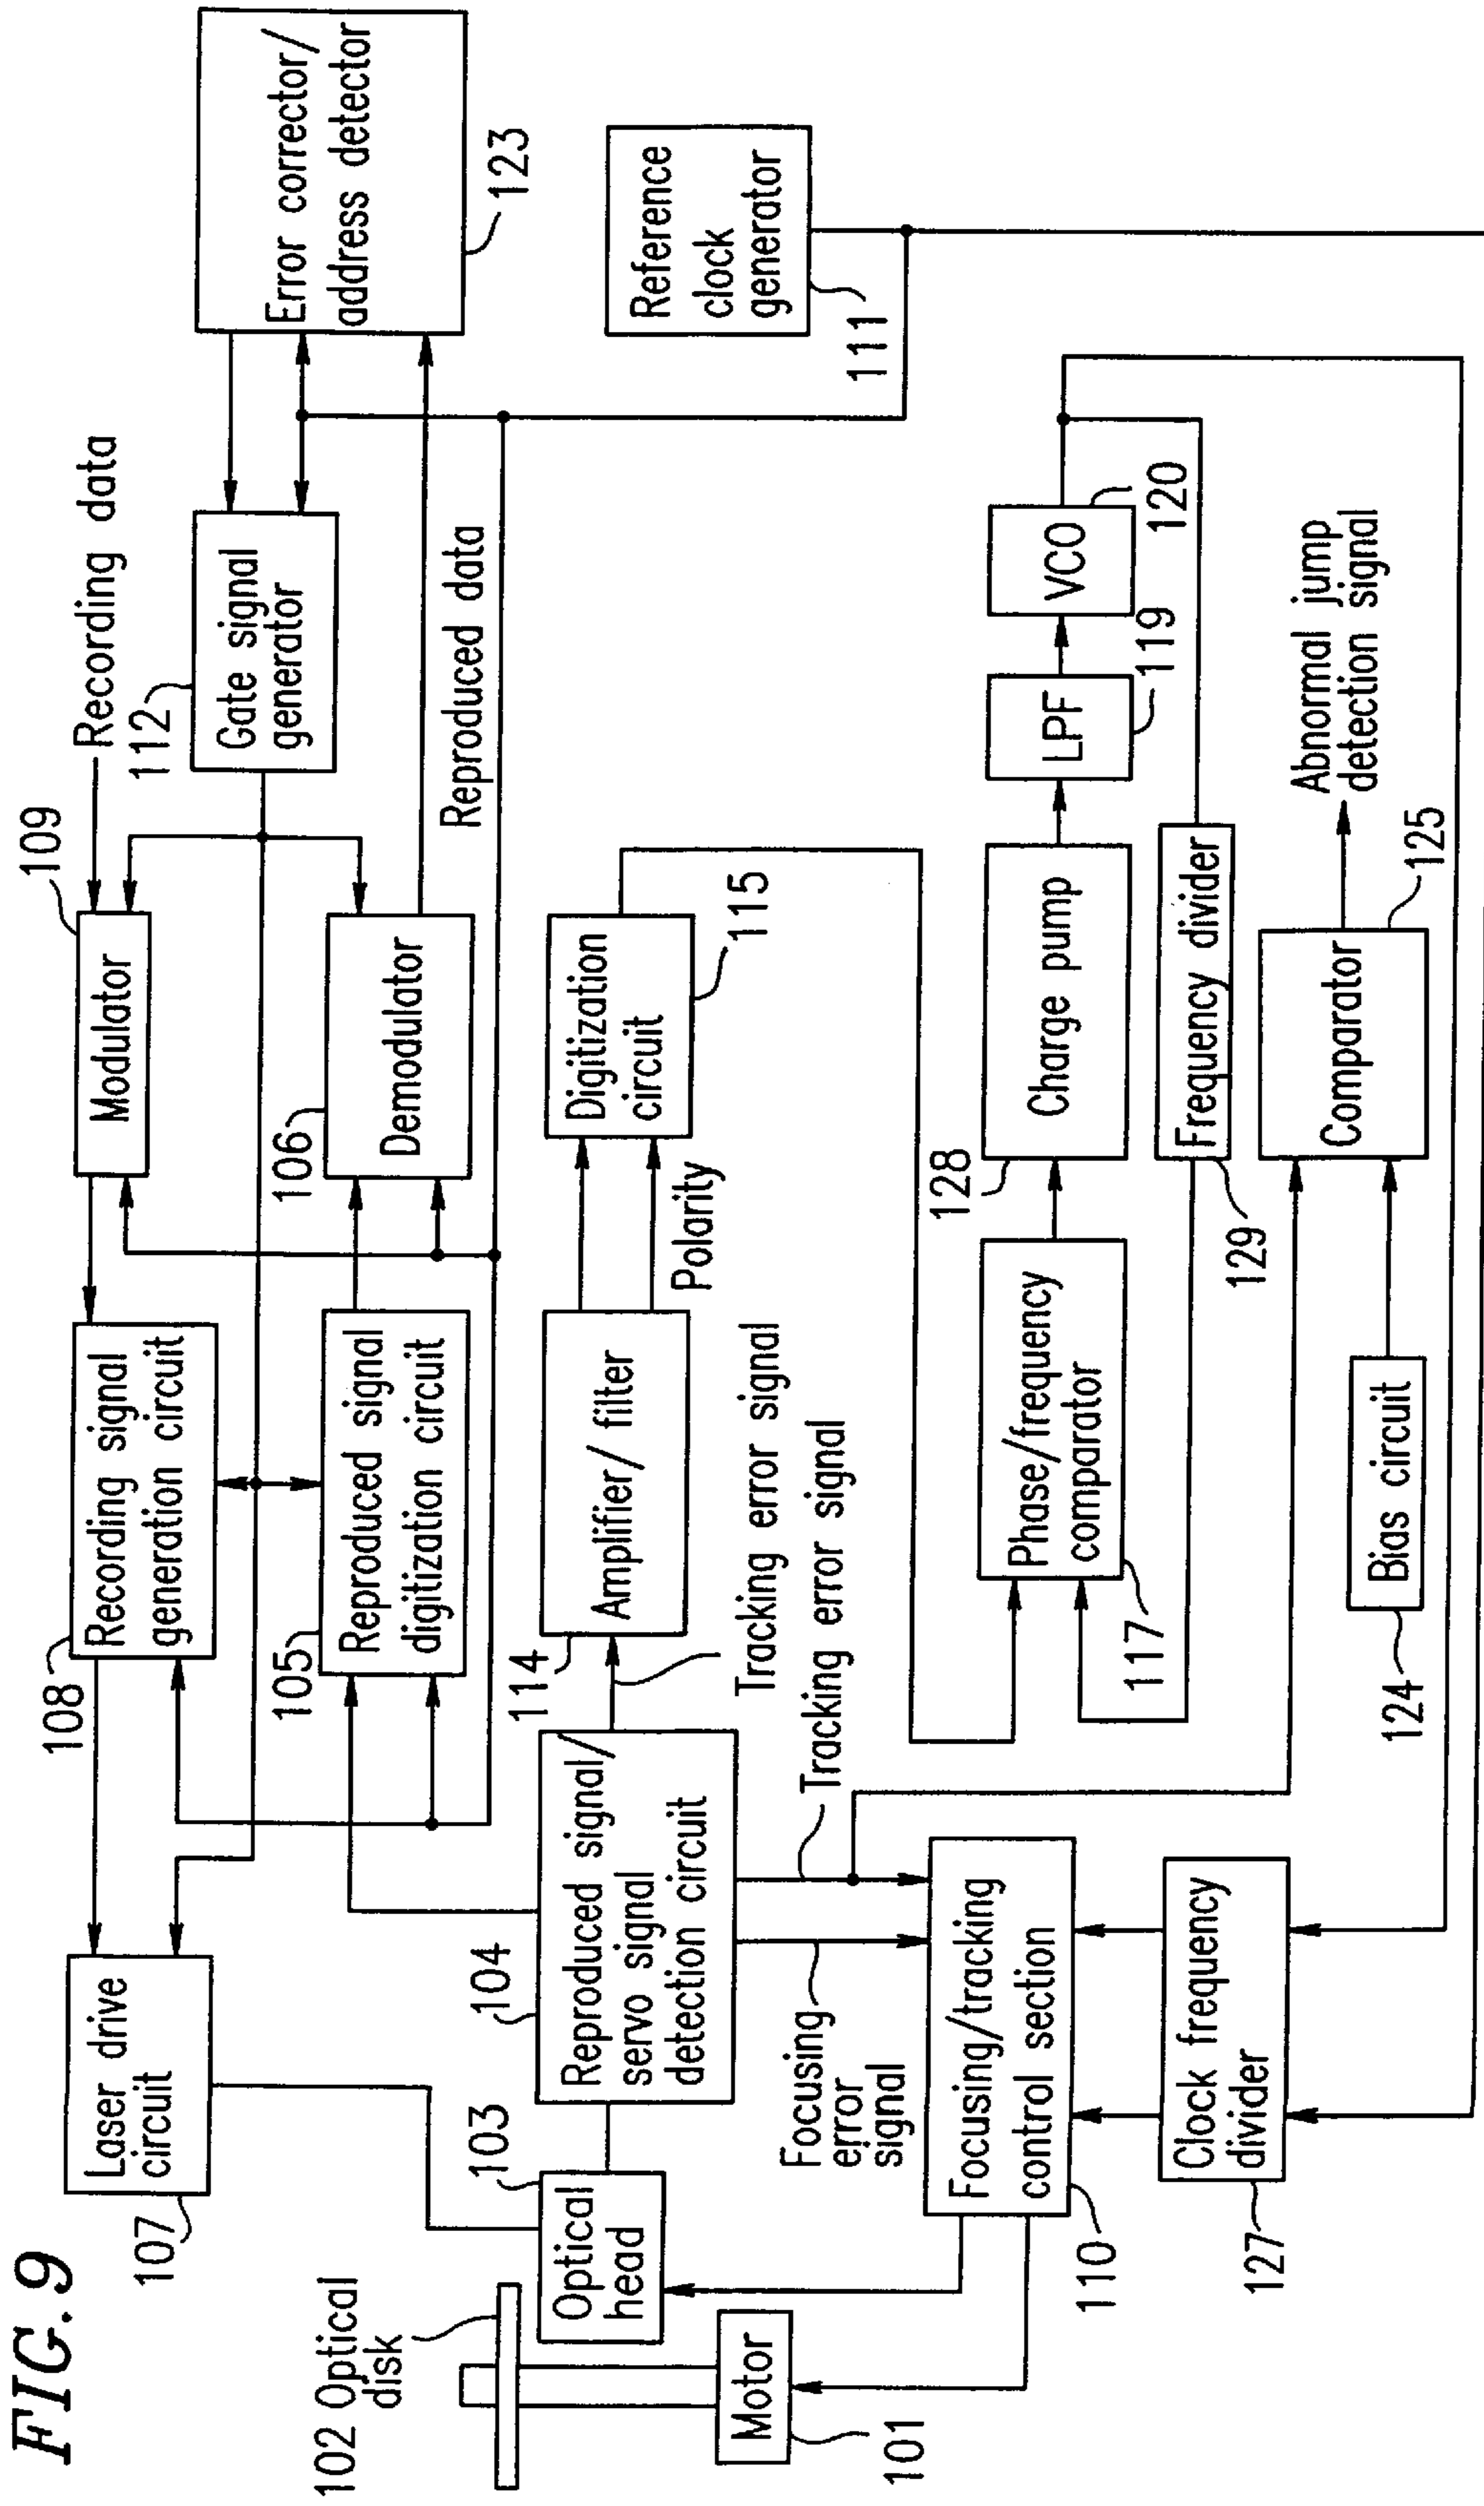 FIG. 9
107
Laser drive
circuit
108
Recording signal
generation circuit
109
Modulator
Recording data
112
Gate signal
generator
Error corrector/
address detector
123
105
Reproduced signal
digitization circuit
106
Demodulator
Reproduced data
102 Optical
disk
103
Optical
head
104
Reproduced signal/
servo signal
detection circuit
114
Amplifier/ filter
Polarity
Digitization
circuit
115
Reference
clock
generator
111
Motor
101
Focusing
error
signal
Tracking error signal
Tracking error signal
Focusing/tracking
control section
110
Clock frequency
divider
127
Phase/frequency
comparator
117
128
Charge pump
LPF
119
VCO
120
Frequency divider
129
Bias circuit
124
Comparator
125
Abnormal jump
detection signal